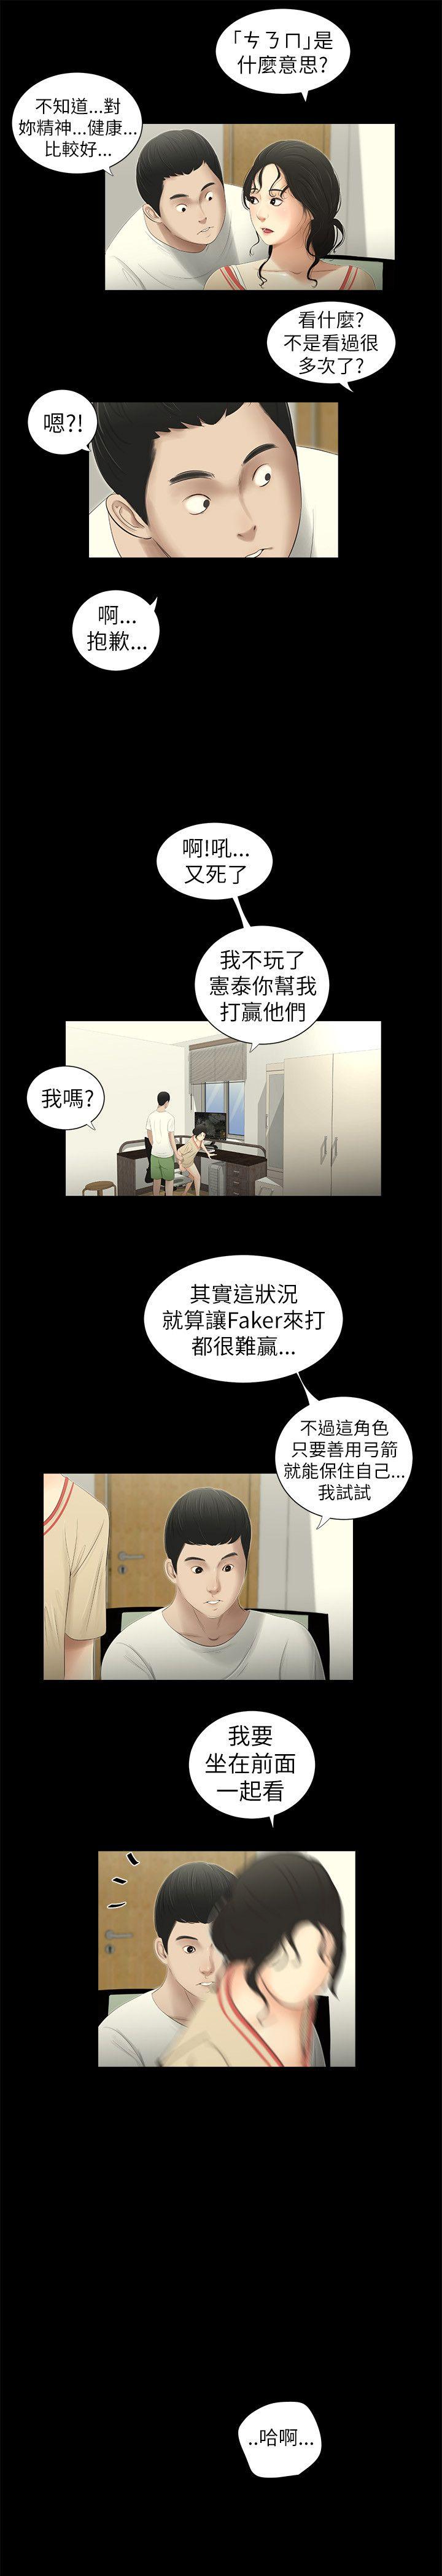 「ㄘㄋㄇ」是
什麼意思?
不知道...對
妳精神...健康...
比較好...
看什麼?
不是看過很
多次了?
嗯?!
啊...
抱歉...
啊!吼...
又死了
我不玩了
憲泰你幫我
打贏他們
我嗎?
其實這狀況
就算讓Faker來打
都很難贏...
不過這角色
只要善用弓箭
就能保住自己...
我試試
我要
坐在前面
一起看
..哈啊...